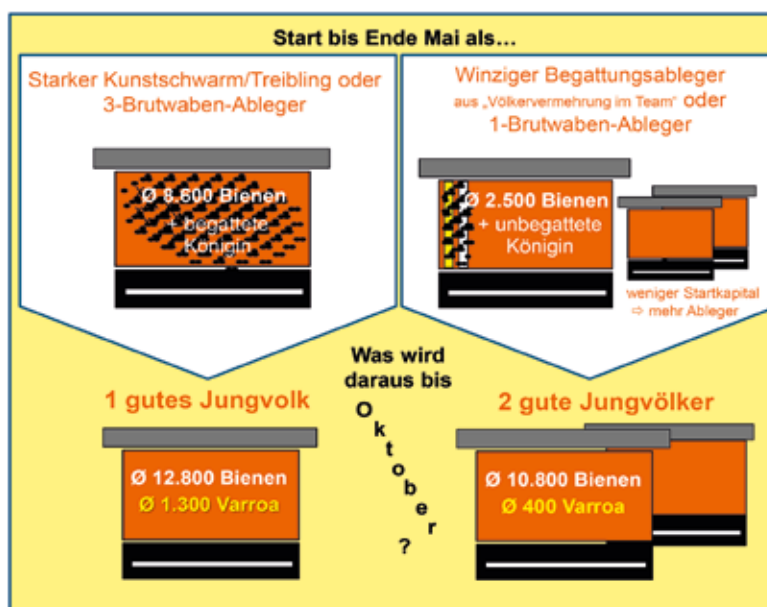 Start bis Ende Mai als...
Starker Kunstschwarm/Treibling oder
3-Brutwaben-Ableger
Ø 8.600 Bienen
+ begattete
Königin
Winziger Begattungsableger
aus „Völkervermehrung im Team" oder
1-Brutwaben-Ableger
Ø 2.500 Bienen
+ unbegattete
Königin
weniger Startkapital
⇨ mehr Ableger
Was wird
daraus bis
Oktober
?
1 gutes Jungvolk
Ø 12.800 Bienen
Ø 1.300 Varroa
2 gute Jungvölker
Ø 10.800 Bienen
Ø 400 Varroa